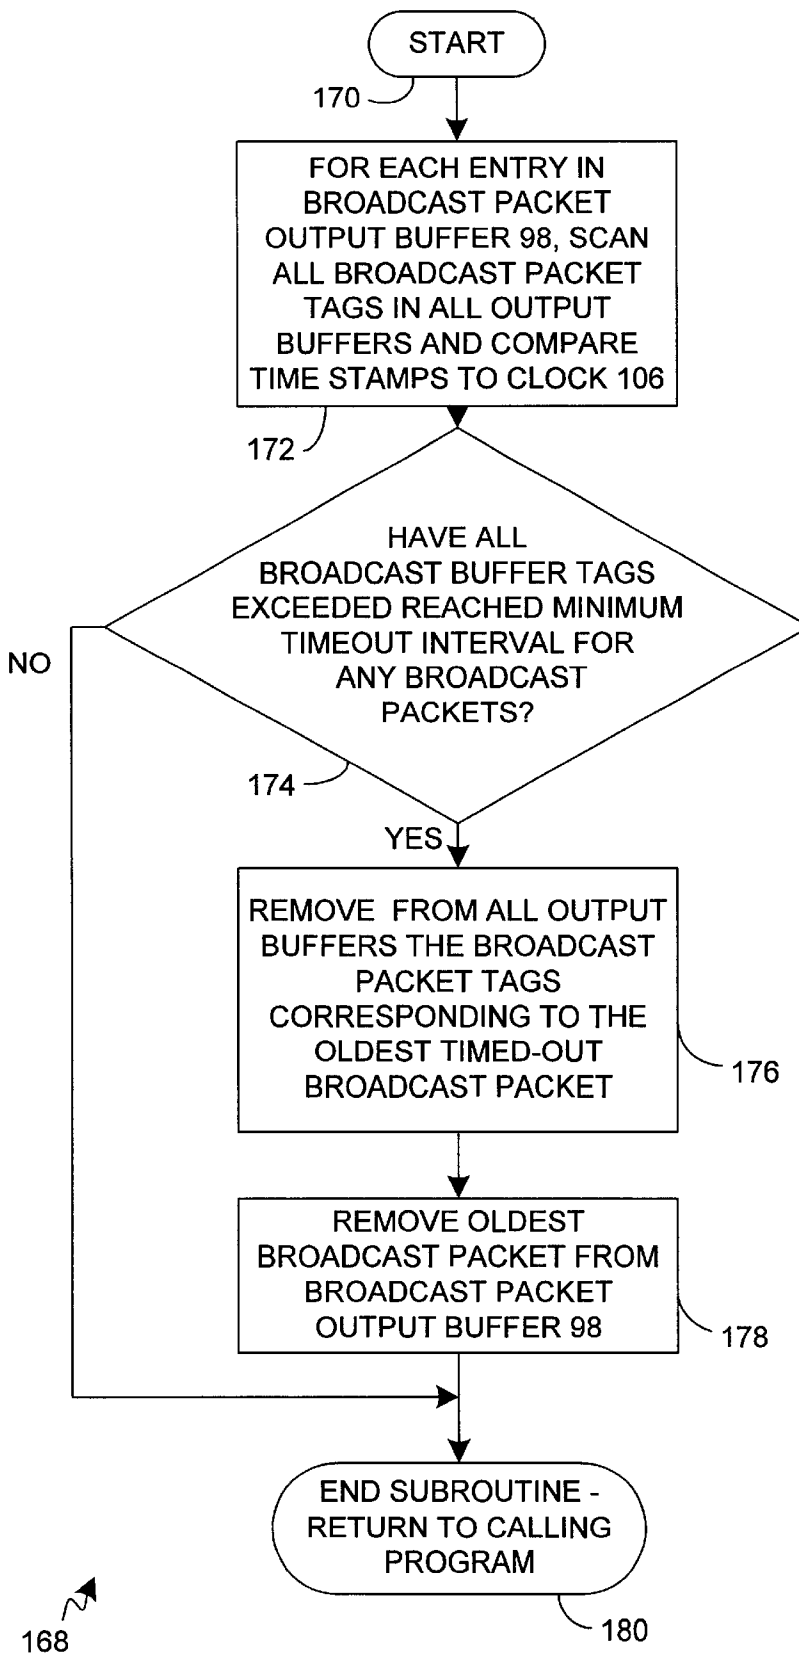 START
170
FOR EACH ENTRY IN
BROADCAST PACKET
OUTPUT BUFFER 98, SCAN
ALL BROADCAST PACKET
TAGS IN ALL OUTPUT
BUFFERS AND COMPARE
TIME STAMPS TO CLOCK 106
172
HAVE ALL
BROADCAST BUFFER TAGS
EXCEEDED REACHED MINIMUM
TIMEOUT INTERVAL FOR
ANY BROADCAST
PACKETS?
NO
174
YES
REMOVE FROM ALL OUTPUT
BUFFERS THE BROADCAST
PACKET TAGS
CORRESPONDING TO THE
OLDEST TIMED-OUT
BROADCAST PACKET
176
REMOVE OLDEST
BROADCAST PACKET FROM
BROADCAST PACKET
OUTPUT BUFFER 98
178
END SUBROUTINE -
RETURN TO CALLING
PROGRAM
180
168